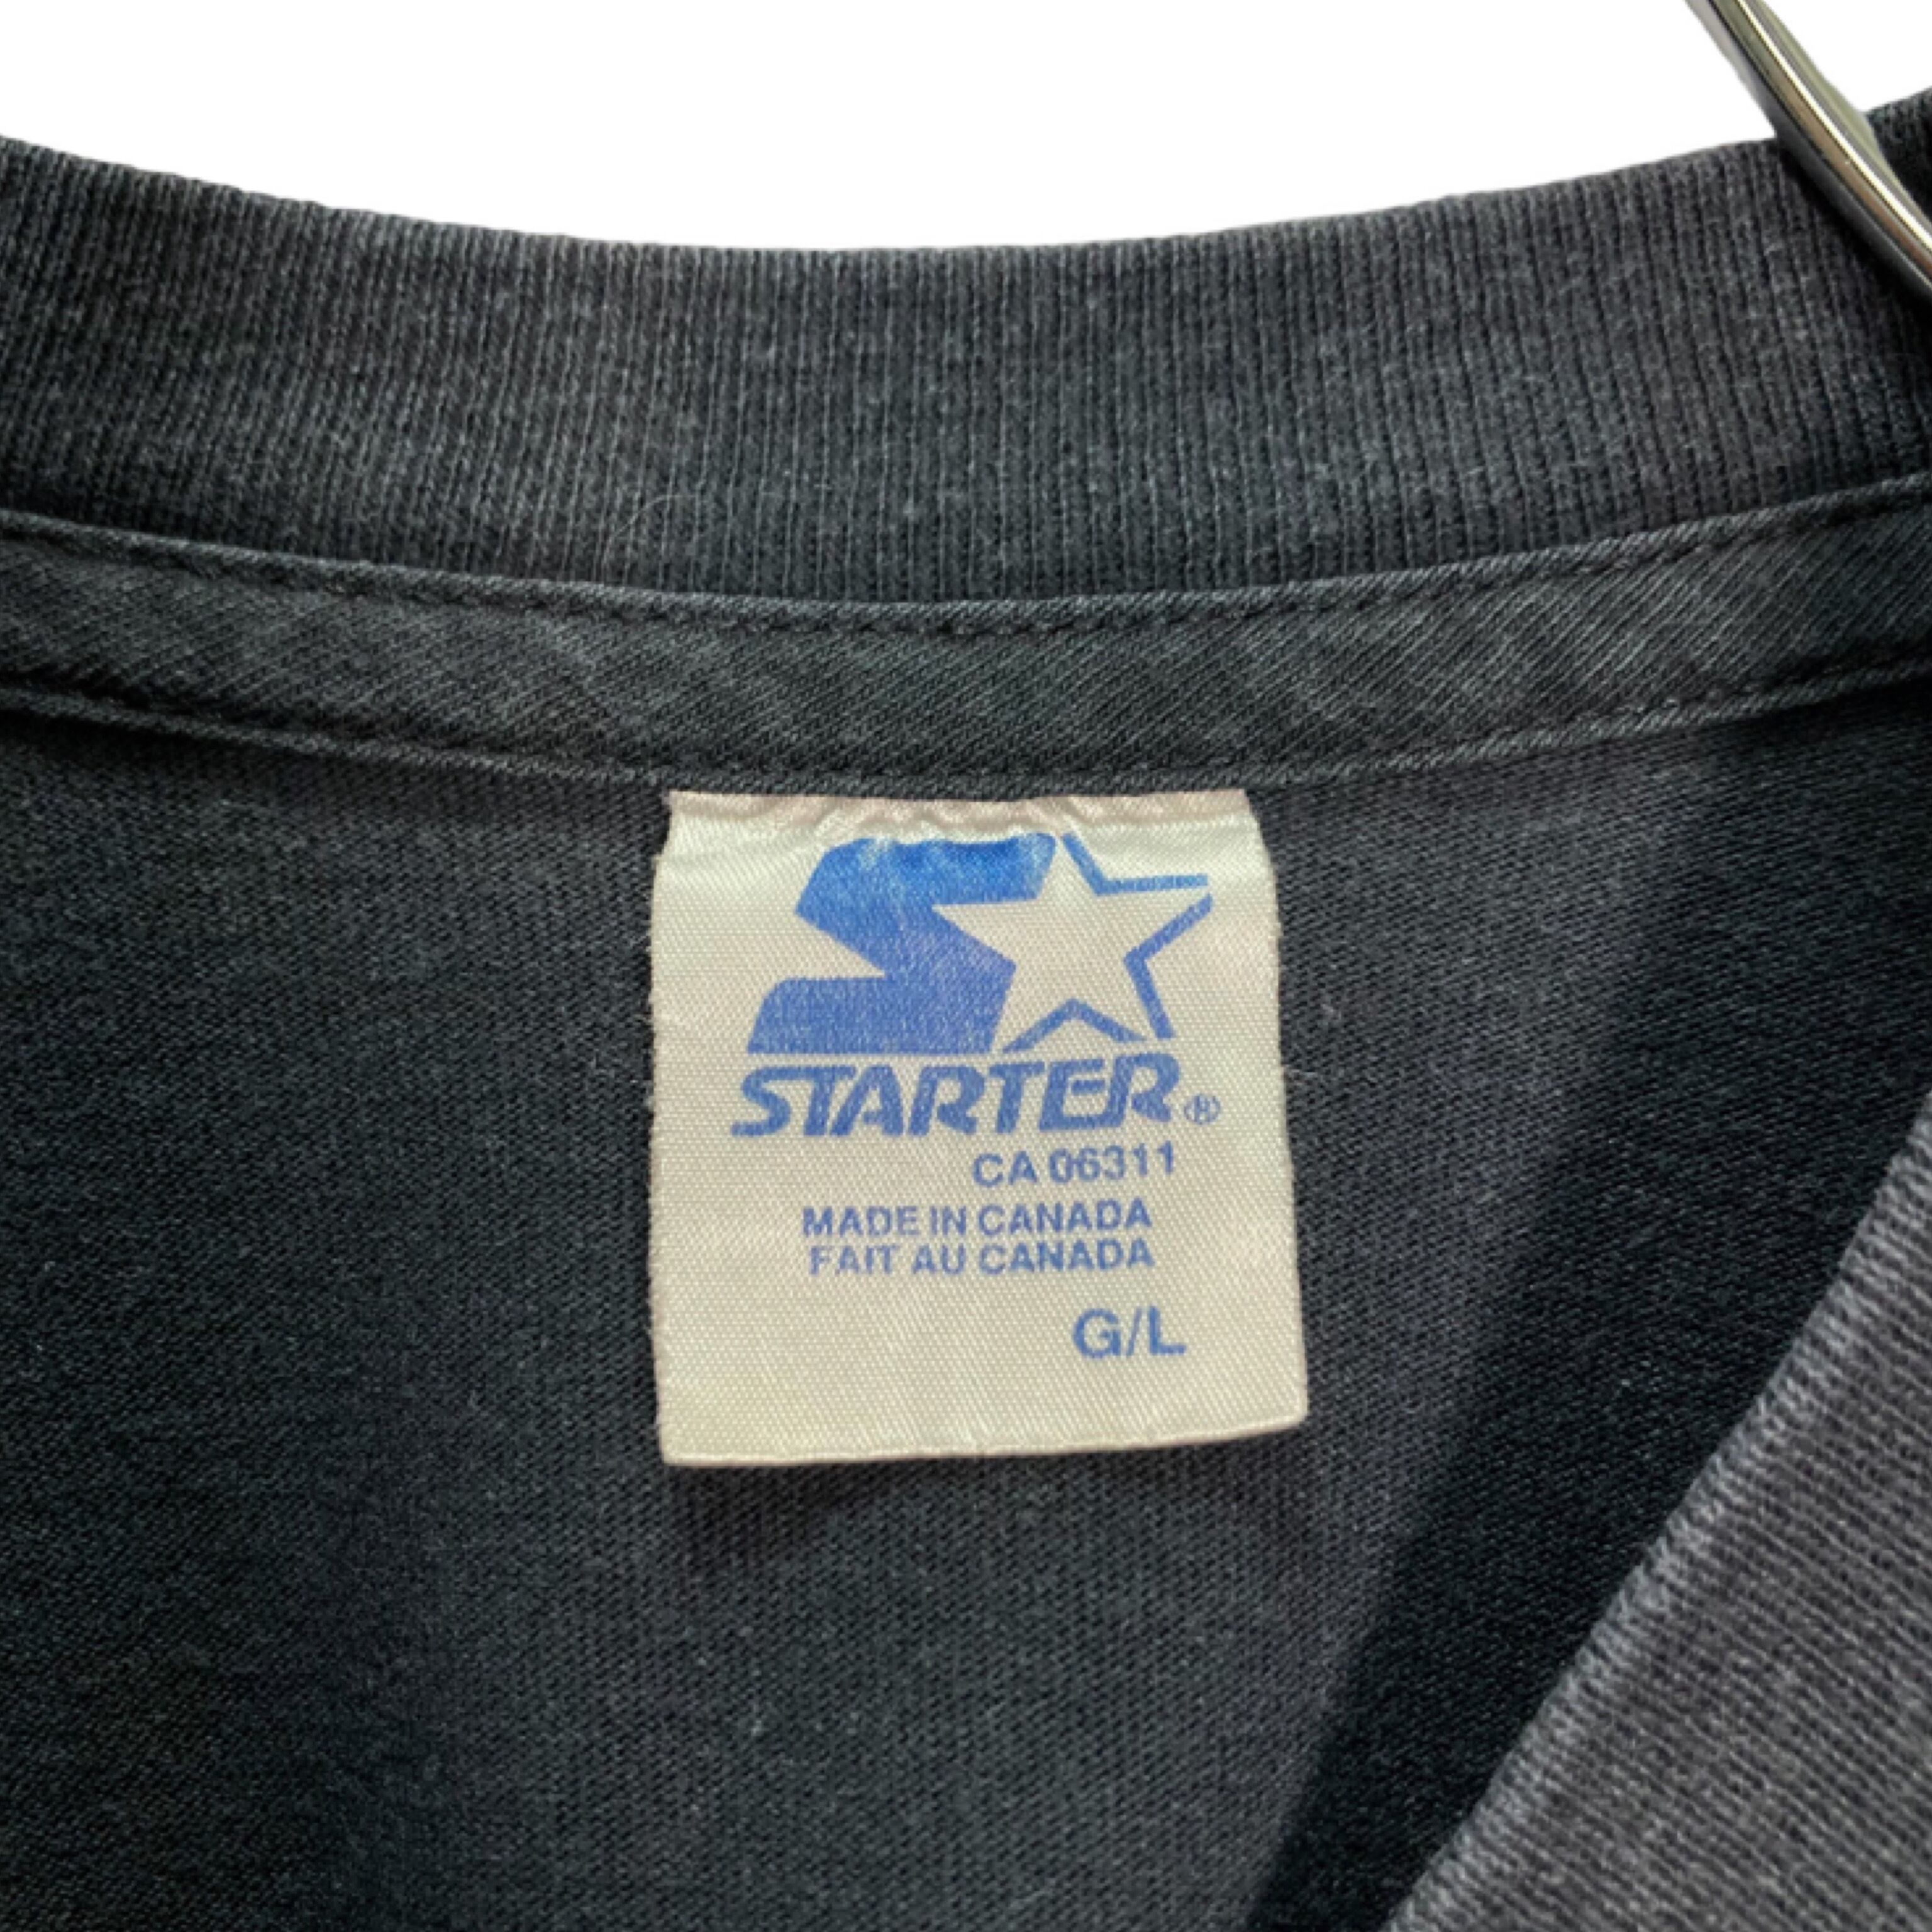 STARTER®
CA 06311
MADE IN CANADA
FAIT AU CANADA
G/L